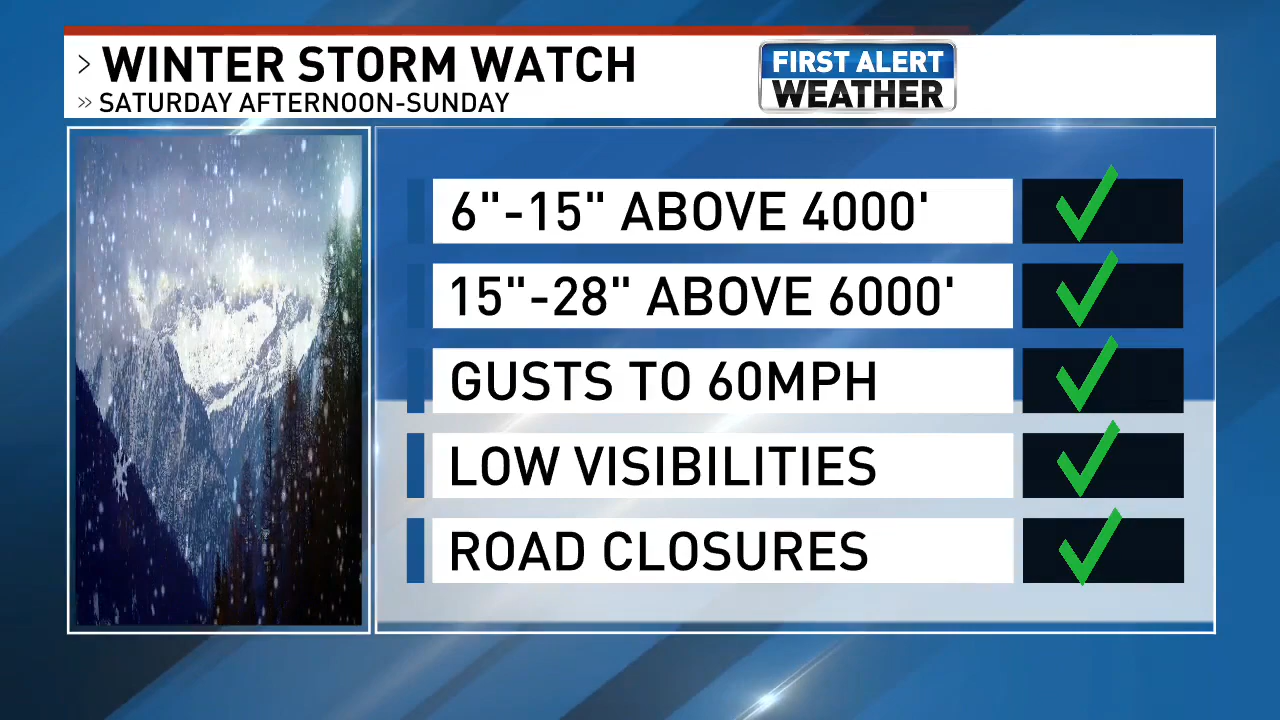 > WINTER STORM WATCH
» SATURDAY AFTERNOON-SUNDAY
FIRST ALERT
WEATHER
6"-15" ABOVE 4000'
15"-28" ABOVE 6000'
GUSTS TO 60MPH
LOW VISIBILITIES
ROAD CLOSURES